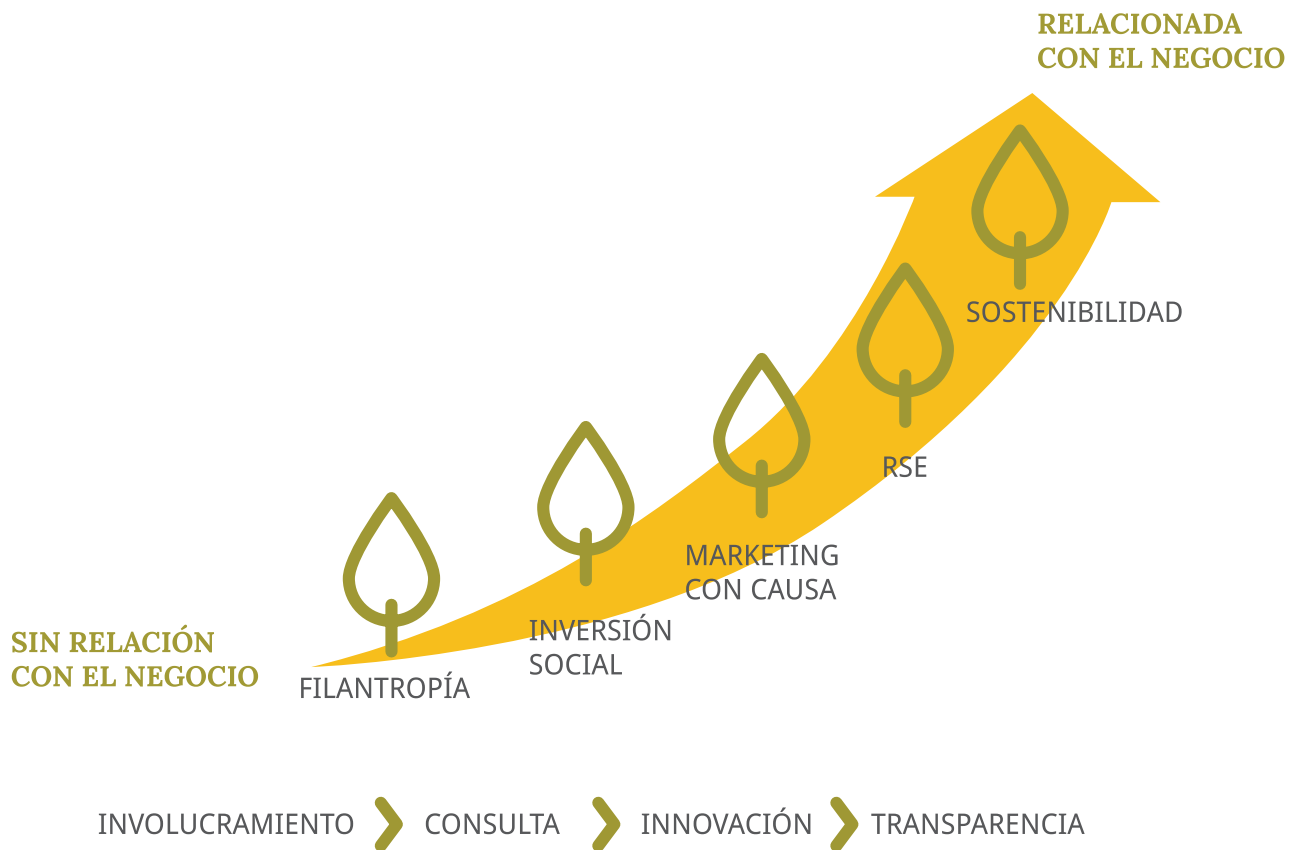 RELACIONADA
CON EL NEGOCIO
SOSTENIBILIDAD
RSE
MARKETING
CON CAUSA
INVERSIÓN
SOCIAL
SIN RELACIÓN
CON EL NEGOCIO
FILANTROPÍA
INVOLUCRAMIENTO CONSULTA INNOVACIÓN TRANSPARENCIA